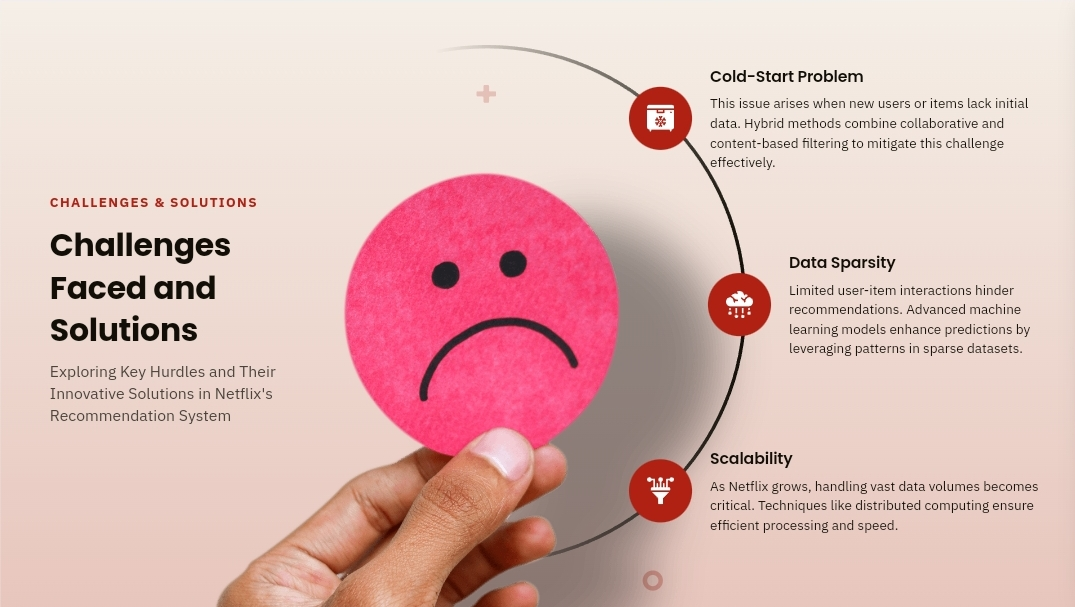 CHALLENGES & SOLUTIONS
Challenges
Faced and
Solutions
Exploring Key Hurdles and Their
Innovative Solutions in Netflix's
Recommendation System
Cold-Start Problem
This issue arises when new users or items lack initial
data. Hybrid methods combine collaborative and
content-based filtering to mitigate this challenge
effectively.
Data Sparsity
Limited user-item interactions hinder
recommendations. Advanced machine
learning models enhance predictions by
leveraging patterns in sparse datasets.
Scalability
As Netflix grows, handling vast data volumes becomes
critical. Techniques like distributed computing ensure
efficient processing and speed.